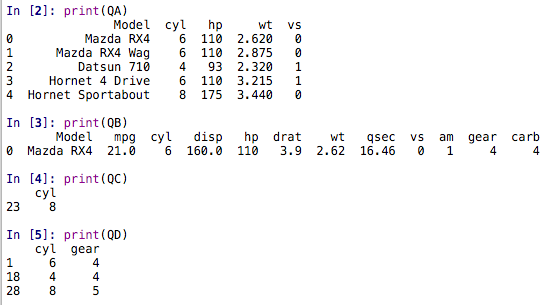 In [2]: print(QA)
Model cyl hp wt vs
0 Mazda RX4 6 110 2.620 0
1 Mazda RX4 Wag 6 110 2.875 0
2 Datsun 710 4 93 2.320 1
3 Hornet 4 Drive 6 110 3.215 1
4 Hornet Sportabout 8 175 3.440 0
In [3]: print(QB)
Model mpg cyl disp hp drat wt qsec vs am gear carb
0 Mazda RX4 21.0 6 160.0 110 3.9 2.62 16.46 0 1 4 4
In [4]: print(QC)
cyl
23 8
In [5]: print(QD)
cyl gear
1 6 4
18 4 4
28 8 5